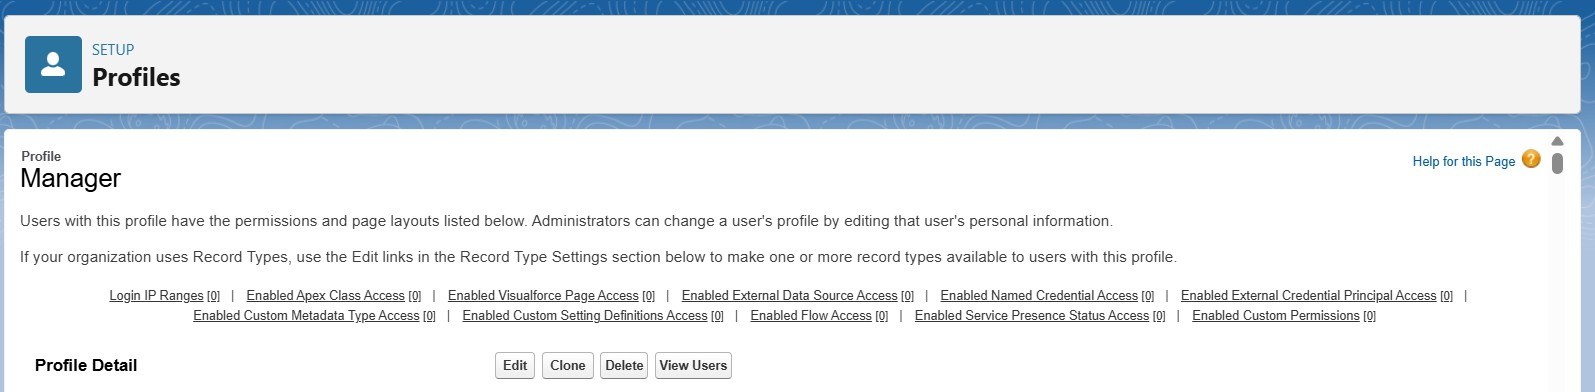 SETUP
Profiles
Profile
Manager
Help for this Page ?
Users with this profile have the permissions and page layouts listed below. Administrators can change a user's profile by editing that user's personal information.
If your organization uses Record Types, use the Edit links in the Record Type Settings section below to make one or more record types available to users with this profile.
Login IP Ranges [0] | Enabled Apex Class Access [0] | Enabled Visualforce Page Access [0] | Enabled External Data Source Access [0] | Enabled Named Credential Access [0] | Enabled External Credential Principal Access [0] |
Enabled Custom Metadata Type Access [0] | Enabled Custom Setting Definitions Access [0] | Enabled Flow Access [0] | Enabled Service Presence Status Access [0] | Enabled Custom Permissions [0]
Profile Detail Edit Clone Delete View Users